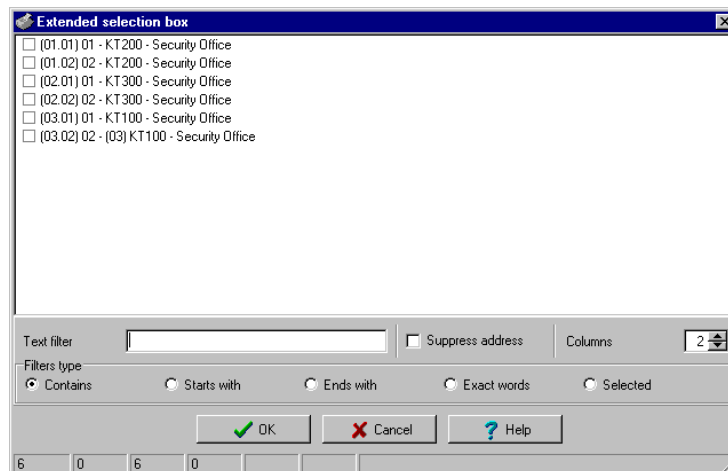 Extended selection box
(01.01) 01 - KT200 - Security Office
(01.02) 02 - KT200 - Security Office
(02.01) 01 - KT300 - Security Office
(02.02) 02 - KT300 - Security Office
(03.01) 01 - KT100 - Security Office
(03.02) 02 - (03) KT100 - Security Office
Text filter Suppress address Columns 2
Filters type
Contains Starts with Ends with Exact words Selected
OK Cancel ? Help
6 0 6 0